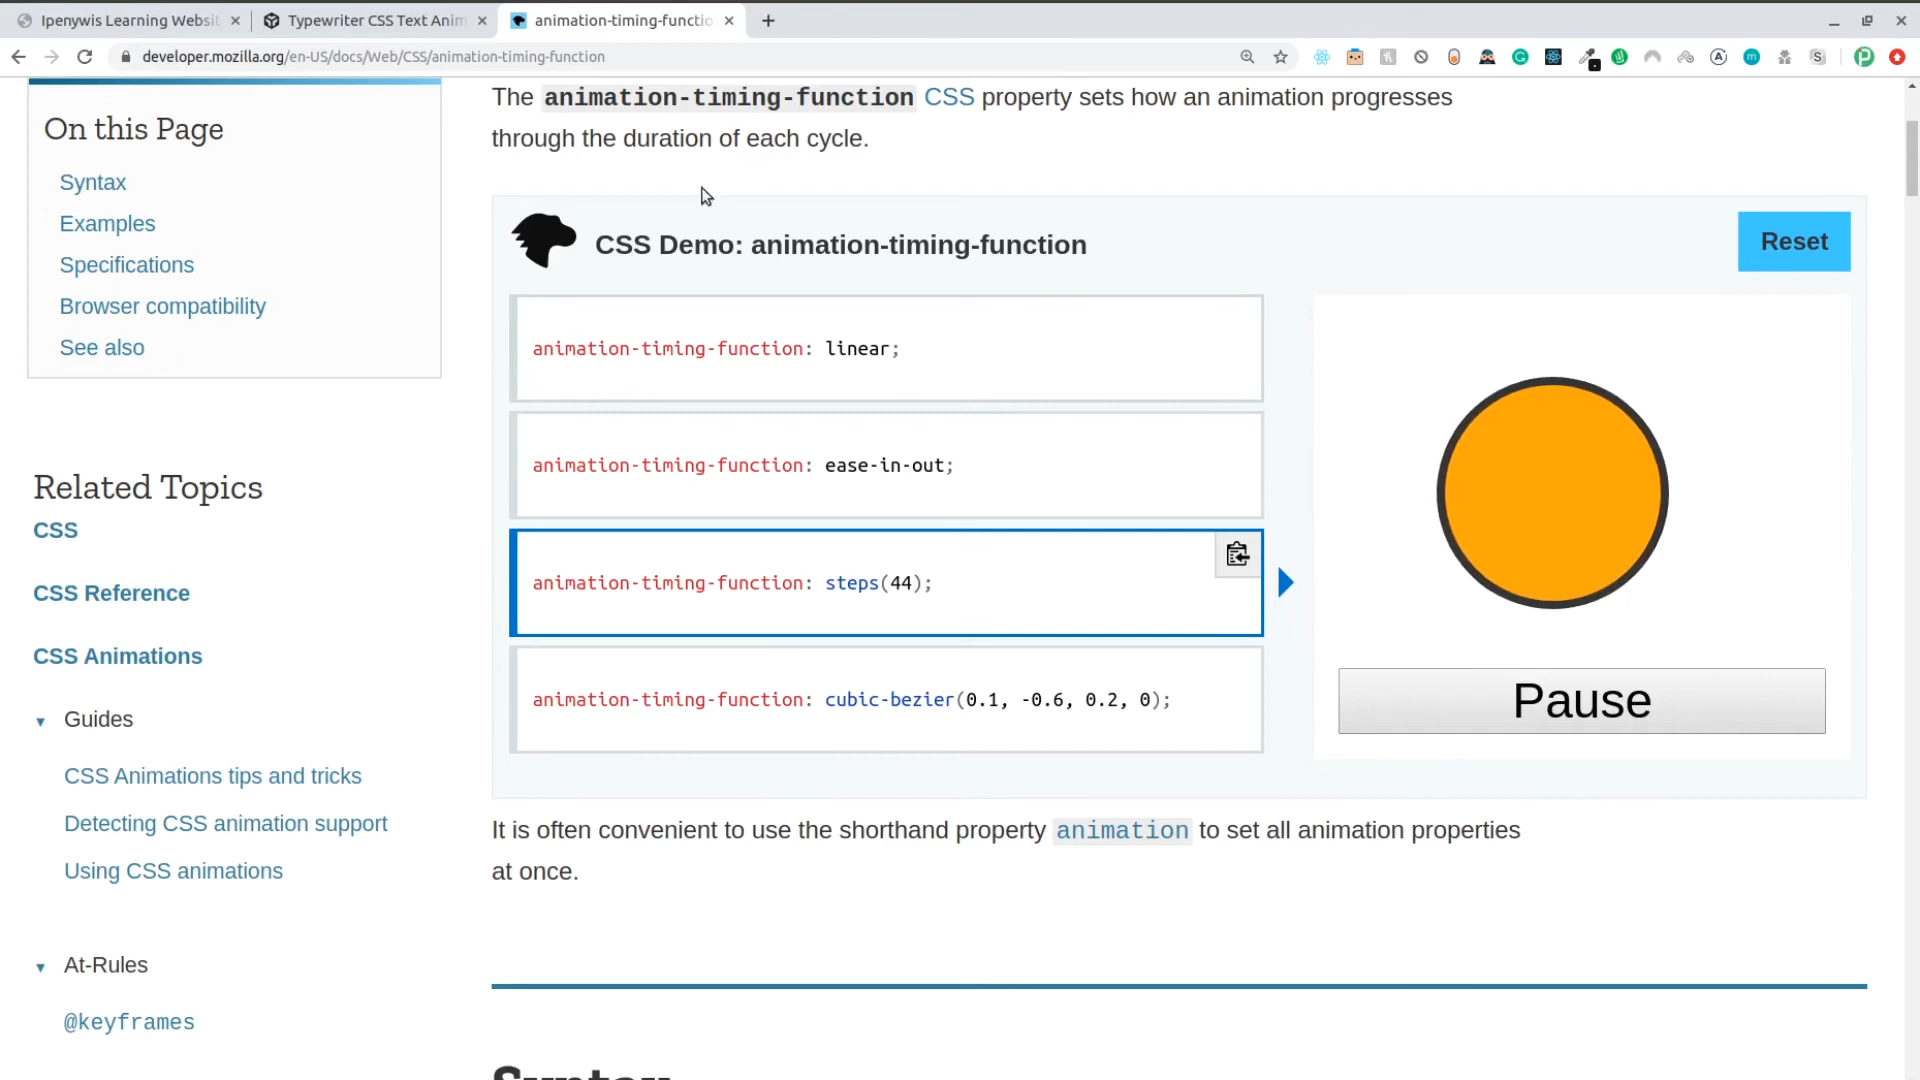 Ipenywis Learning Websit
Typewriter CSS Text Anim
animation-timing-functio
developer.mozilla.org/en-US/docs/Web/CSS/animation-timing-function
On this Page
Syntax
Examples
Specifications
Browser compatibility
See also
Related Topics
CSS
CSS Reference
CSS Animations
Guides
CSS Animations tips and tricks
Detecting CSS animation support
Using CSS animations
At-Rules
@keyframes
The animation-timing-function CSS property sets how an animation progresses
through the duration of each cycle.
CSS Demo: animation-timing-function
Reset
animation-timing-function: linear;
animation-timing-function: ease-in-out;
animation-timing-function: steps(44);
animation-timing-function: cubic-bezier(0.1, -0.6, 0.2, 0);
Pause
It is often convenient to use the shorthand property animation to set all animation properties
at once.
Syntax